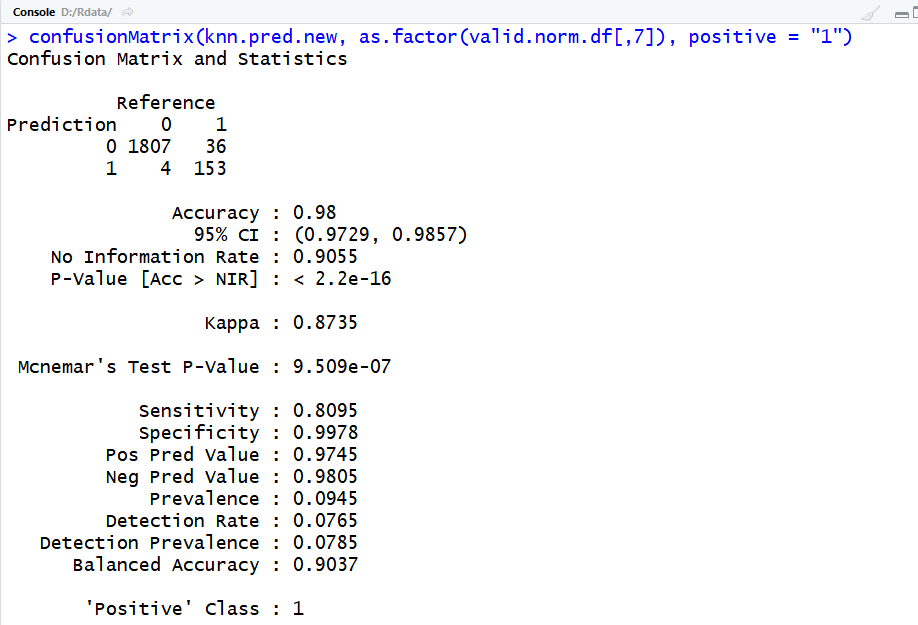 Console D:/Rdata/
> confusionMatrix(knn.pred.new, as.factor(valid.norm.df[,7]), positive = "1")
Confusion Matrix and Statistics
Reference
Prediction 0 1
0 1807 36
1 4 153
Accuracy : 0.98
95% CI : (0.9729, 0.9857)
No Information Rate : 0.9055
P-Value [Acc > NIR] : < 2.2e-16
Kappa : 0.8735
Mcnemar's Test P-Value : 9.509e-07
Sensitivity : 0.8095
Specificity : 0.9978
Pos Pred Value : 0.9745
Neg Pred Value : 0.9805
Prevalence : 0.0945
Detection Rate : 0.0765
Detection Prevalence : 0.0785
Balanced Accuracy : 0.9037
'Positive' Class : 1